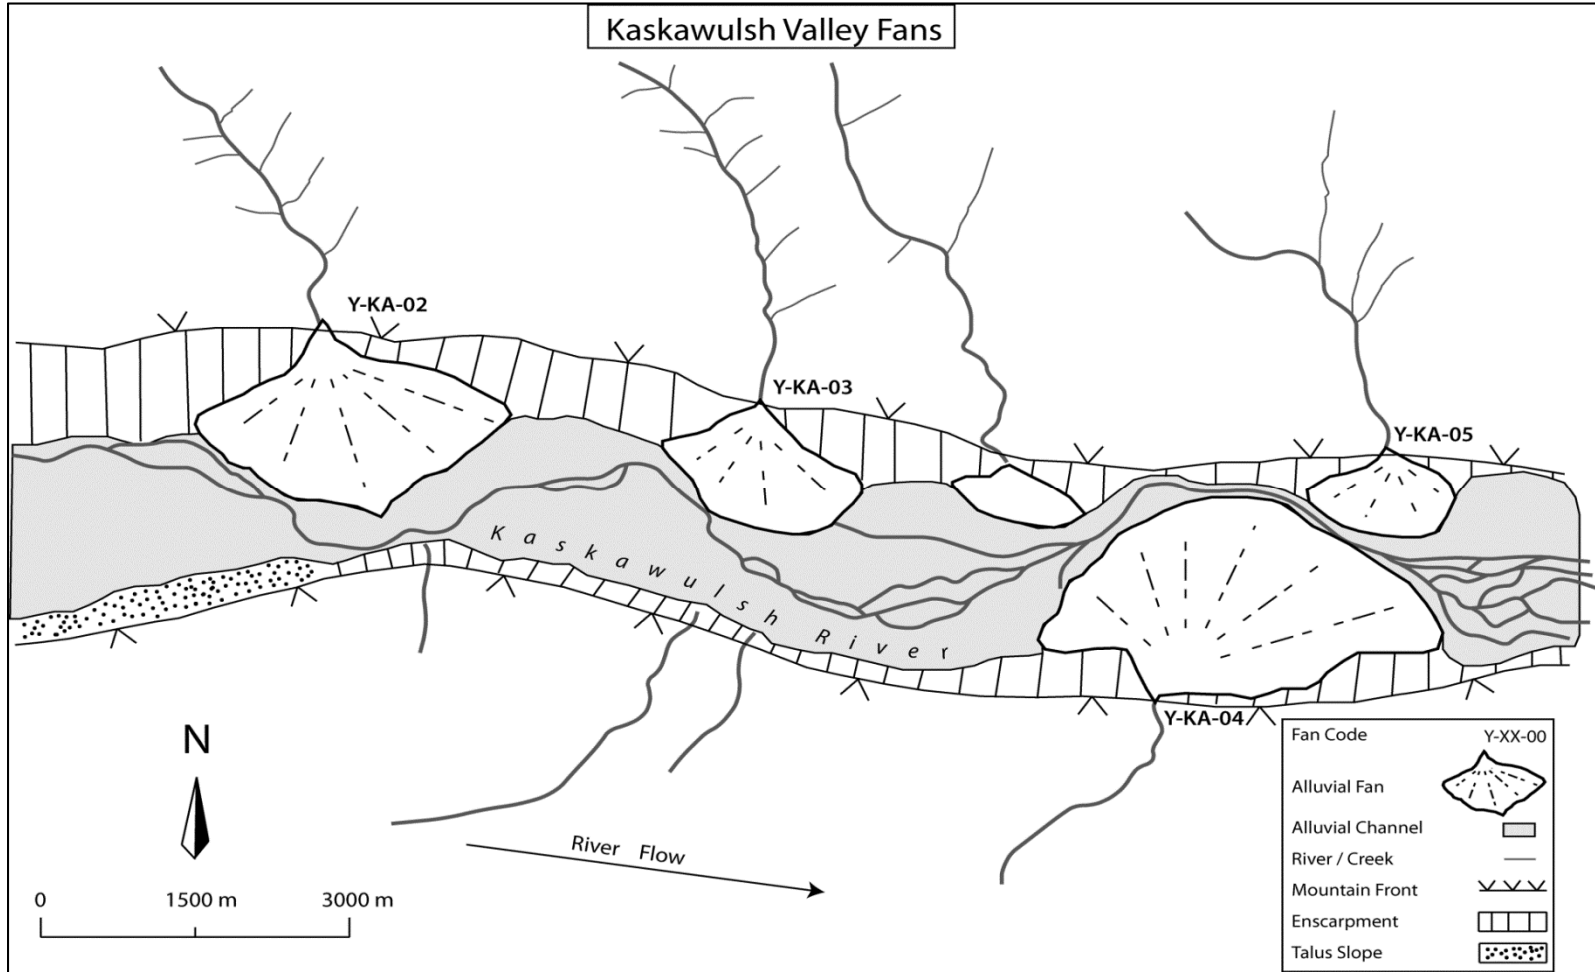 Kaskawulsh Valley Fans
Y-KA-02
Y-KA-03
Y-KA-05
Kaskawulsh River
Y-KA-04
N
River Flow
0 1500 m 3000 m
Fan Code Y-XX-00
Alluvial Fan
Alluvial Channel
River / Creek
Mountain Front
Enscarpment
Talus Slope